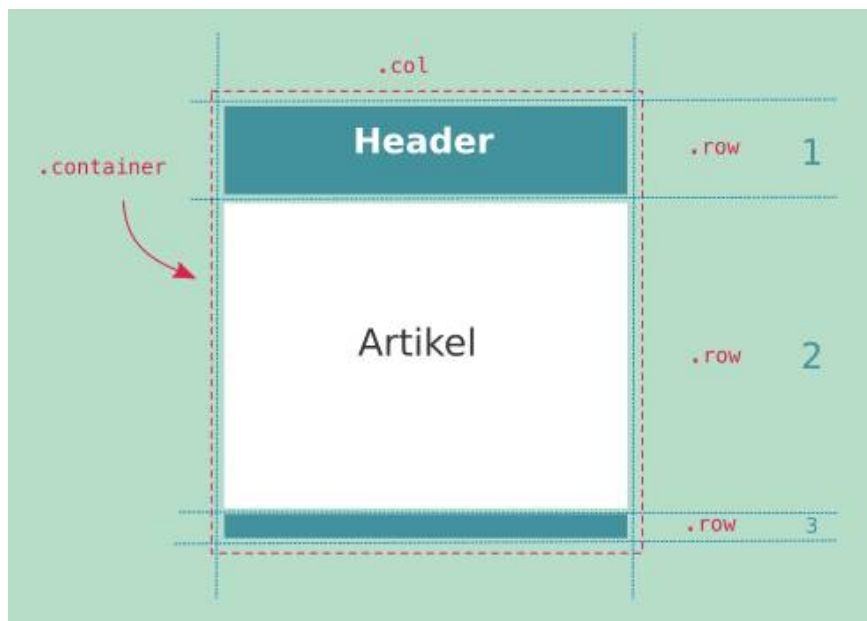 .col
Header
.row 1
.container
Artikel
.row 2
.row 3